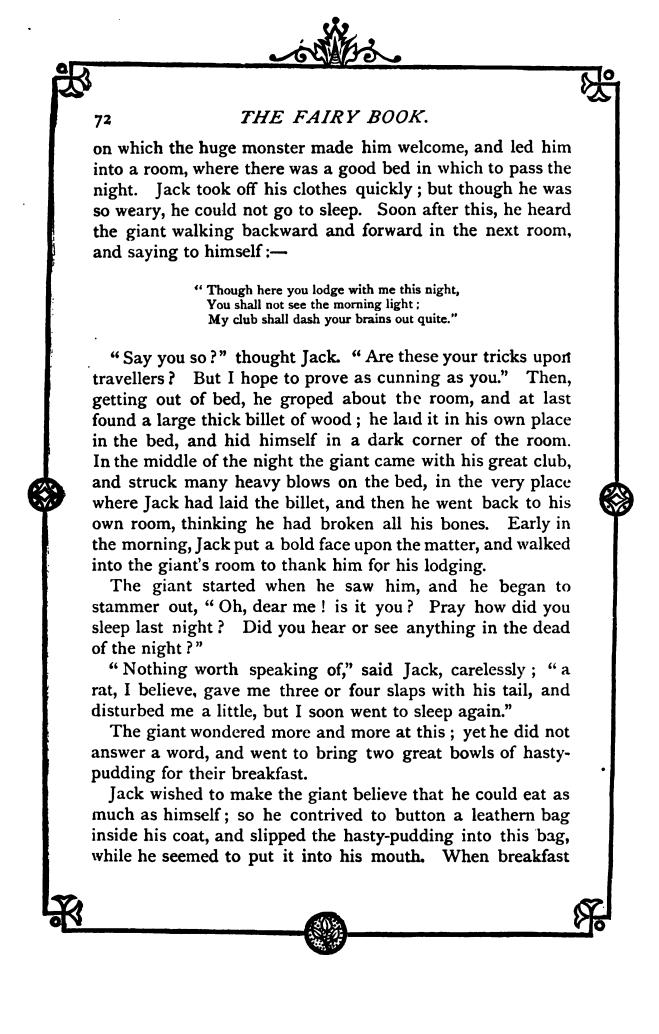 72 THE FAIRY BOOK.
on which the huge monster made him welcome, and led him
into a room, where there was a good bed in which to pass the
night. Jack took off his clothes quickly ; but though he was
so weary, he could not go to sleep. Soon after this, he heard
the giant walking backward and forward in the next room,
and saying to himself :—
“ Though here you lodge with me this night,
You shall not see the morning light ;
My club shall dash your brains out quite.”
“ Say you so ?” thought Jack. “ Are these your tricks upon
travellers ? But I hope to prove as cunning as you.” Then,
getting out of bed, he groped about the room, and at last
found a large thick billet of wood ; he laid it in his own place
in the bed, and hid himself in a dark corner of the room.
In the middle of the night the giant came with his great club,
and struck many heavy blows on the bed, in the very place
where Jack had laid the billet, and then he went back to his
own room, thinking he had broken all his bones. Early in
the morning, Jack put a bold face upon the matter, and walked
into the giant’s room to thank him for his lodging.
The giant started when he saw him, and he began to
stammer out, “ Oh, dear me ! is it you ? Pray how did you
sleep last night ? Did you hear or see anything in the dead
of the night ?”
“ Nothing worth speaking of,” said Jack, carelessly ; “ a
rat, I believe, gave me three or four slaps with his tail, and
disturbed me a little, but I soon went to sleep again.”
The giant wondered more and more at this ; yet he did not
answer a word, and went to bring two great bowls of hasty-
pudding for their breakfast.
Jack wished to make the giant believe that he could eat as
much as himself ; so he contrived to button a leathern bag
inside his coat, and slipped the hasty-pudding into this bag,
while he seemed to put it into his mouth. When breakfast